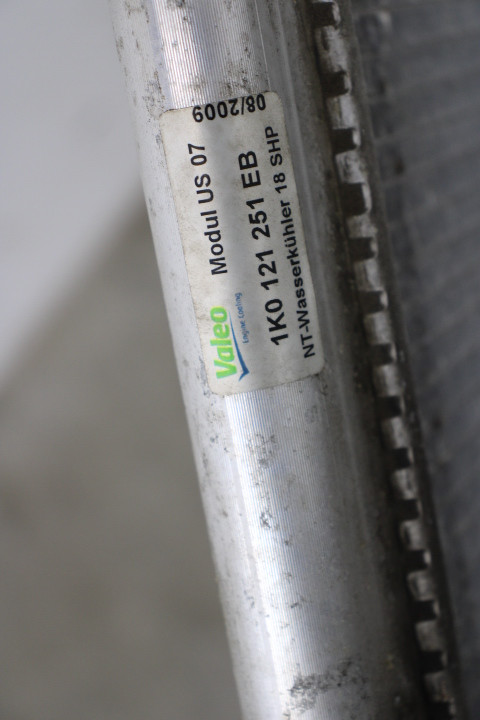 Valeo Modul US 07
Engine Cooling
08/2009
1K0 121 251 EB
NT-Wasserkühler 18 SHP